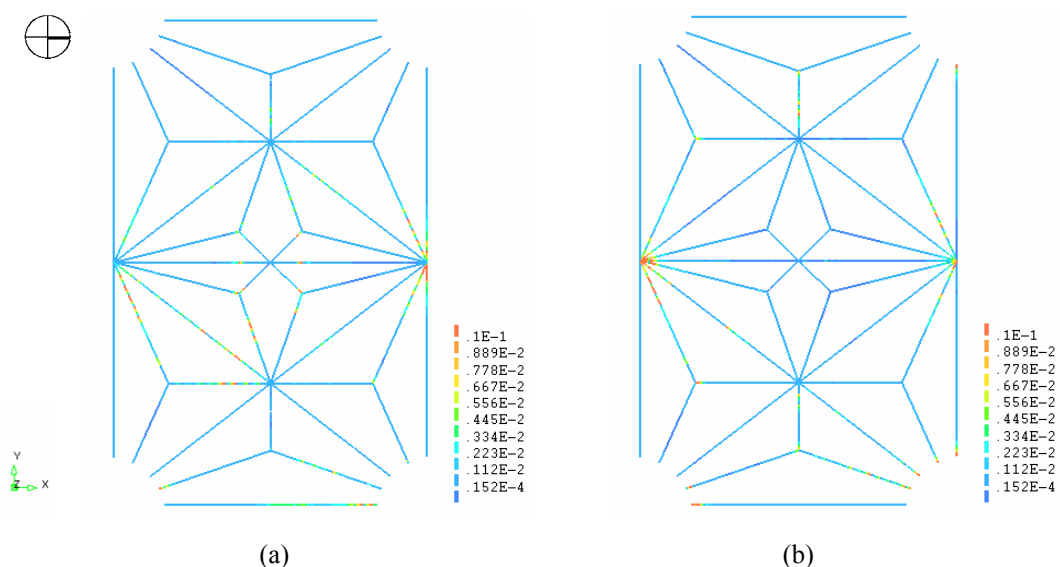 .1E-1
.889E-2
.778E-2
.667E-2
.556E-2
.445E-2
.334E-2
.223E-2
.112E-2
.152E-4
Y
Z X
(a)
.1E-1
.889E-2
.778E-2
.667E-2
.556E-2
.445E-2
.334E-2
.223E-2
.112E-2
.152E-4
(b)